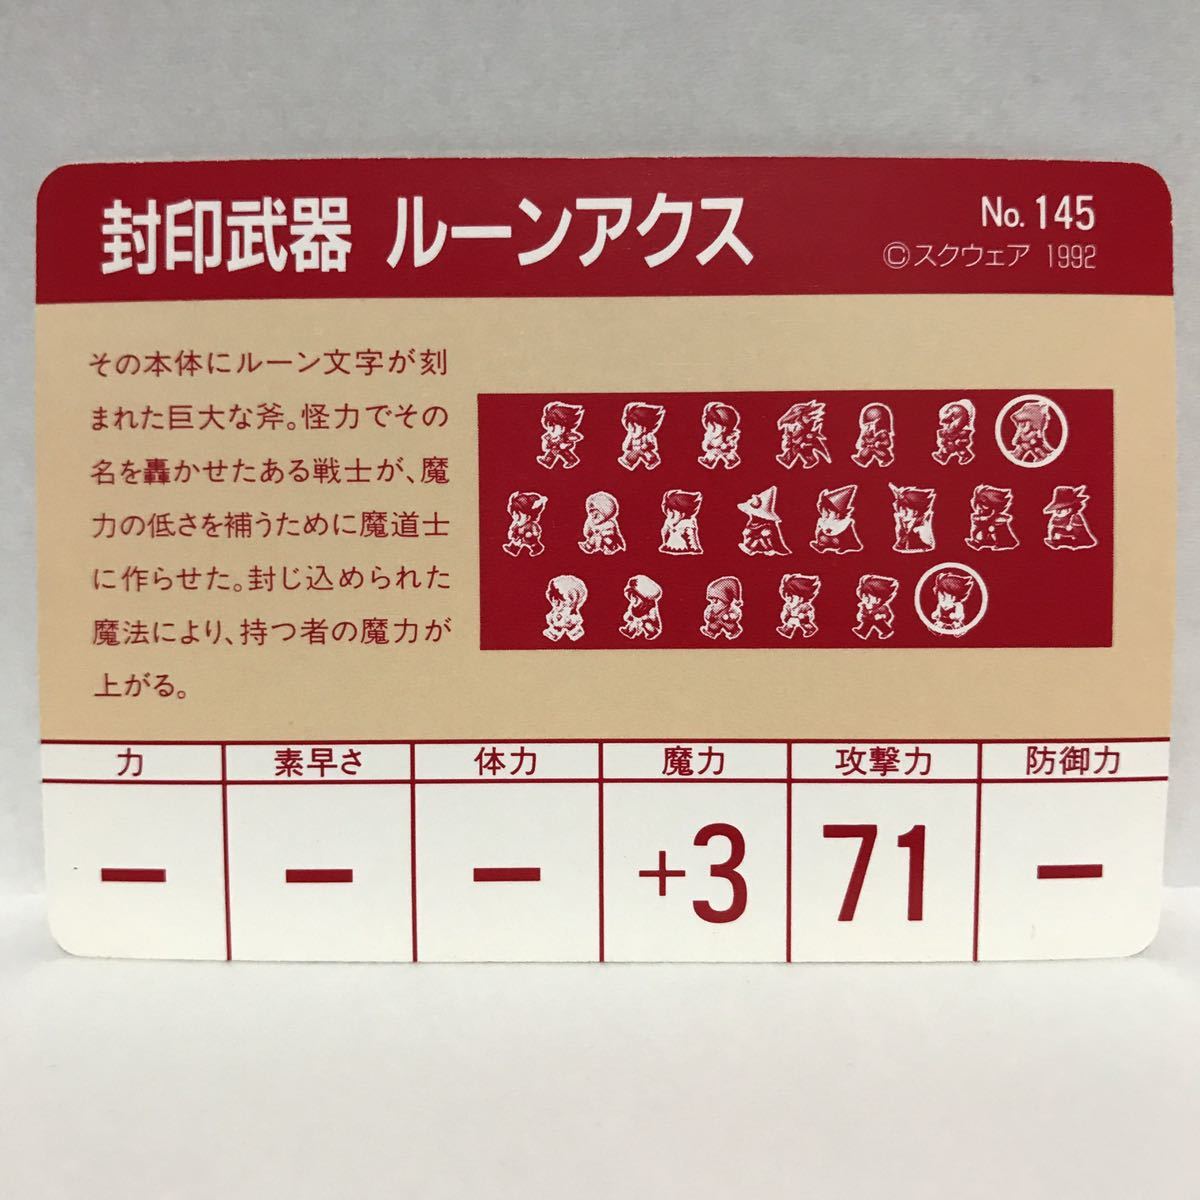 封印武器 ルーンアクス
No. 145
©スクウェア 1992
その本体にルーン文字が刻
まれた巨大な斧。怪力でその
名を轟かせたある戦士が、魔
力の低さを補うために魔道士
に作らせた。封じ込められた
魔法により、持つ者の魔力が
上がる。
力 素早さ 体力 魔力 攻撃力 防御力
ー ー ー +3 71 ー